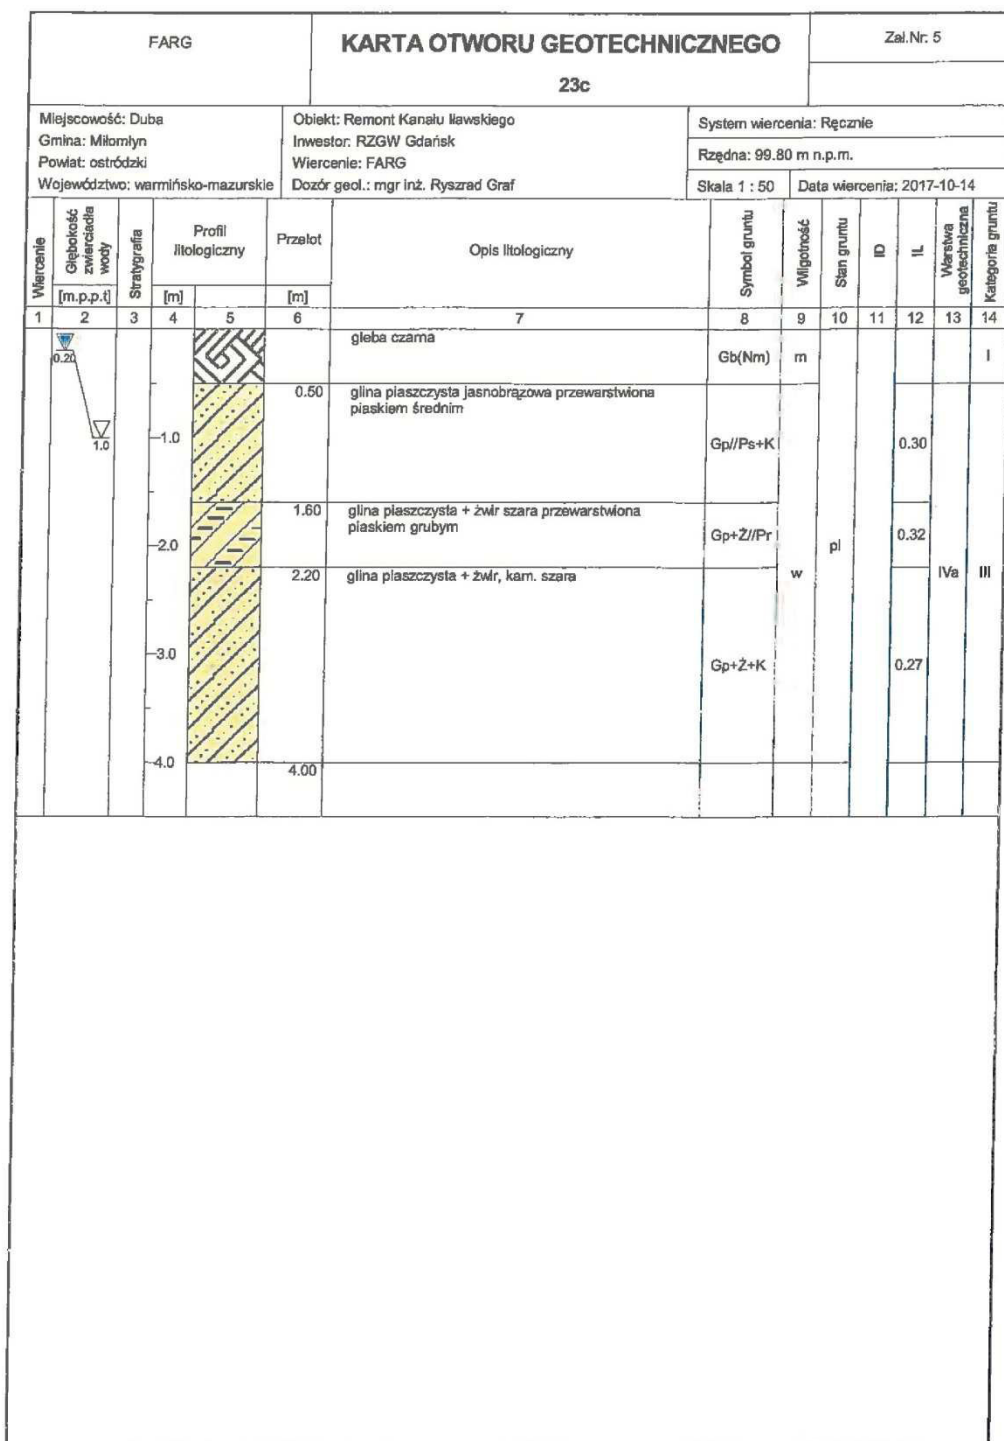 FARG
KARTA OTWORU GEOTECHNICZNEGO
23c
Zał.Nr: 5
Miejscowość: Duba
Gmina: Miłomłyn
Powiat: ostródzki
Województwo: warmińsko-mazurskie
Obiekt: Remont Kanału Iławskiego
Inwestor: RZGW Gdańsk
Wiercenie: FARG
Dozór geol.: mgr inż. Ryszrad Graf
System wiercenia: Ręcznie
Rzędna: 99.80 m n.p.m.
Skala 1 : 50
Data wiercenia: 2017-10-14
Wiercenie
Głębokość
zwierciadła
wody
[m.p.p.t]
Stratygrafia
Profil
litologiczny
[m]
Przelot
[m]
Opis litologiczny
Symbol gruntu
Wilgotność
Stan gruntu
ID
IL
Warstwa
geotechniczna
Kategoria gruntu
1 2 3 4 5 6 7 8 9 10 11 12 13 14
0.20
1.0
gleba czarna
Gb(Nm) m I
0.50
glina piaszczysta jasnobrązowa przewarstwiona
piaskiem średnim
-1.0
Gp//Ps+K
0.30
1.60
glina piaszczysta + żwir szara przewarstwiona
piaskiem grubym
-2.0
Gp+Ż//Pr
pl
0.32
2.20
glina piaszczysta + żwir, kam. szara
w
IVa
III
-3.0
Gp+Ż+K
0.27
-4.0
4.00